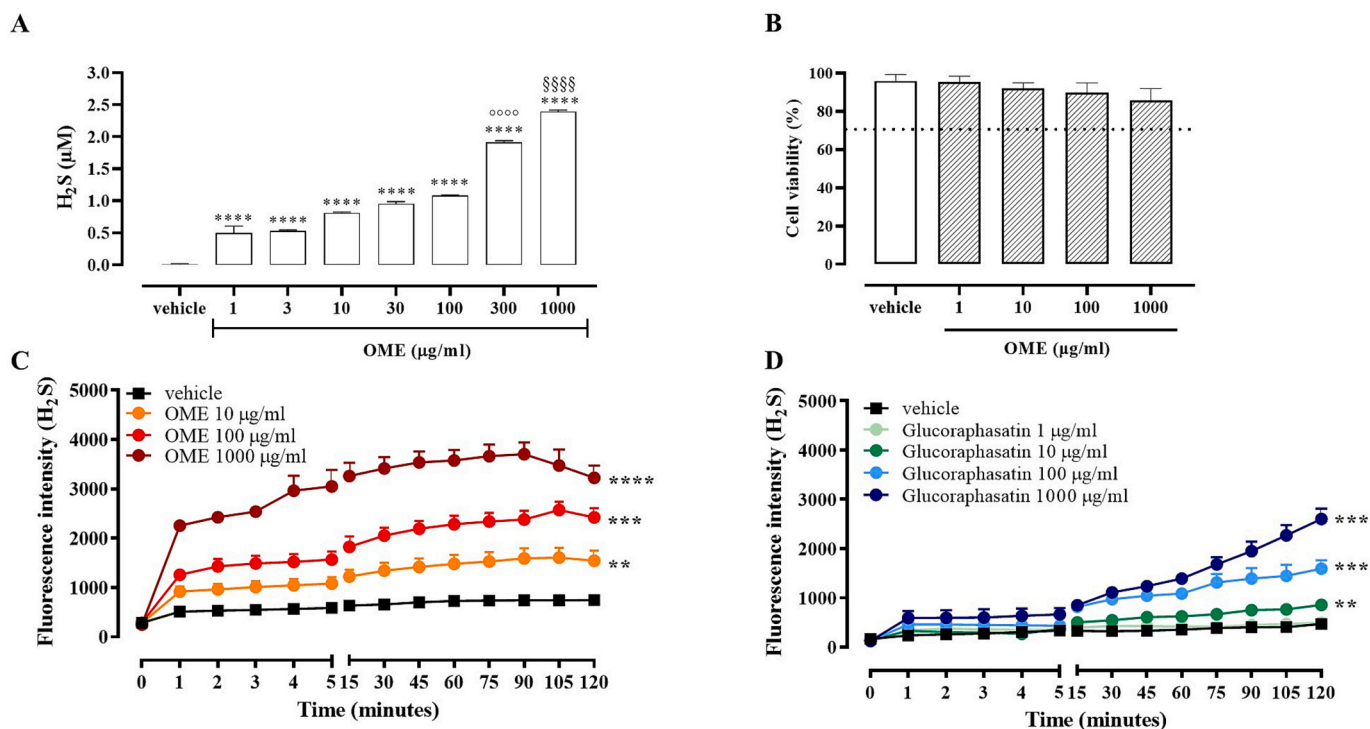 A
H₂S (µM)
3.0
2.5
2.0
1.5
1.0
0.5
0.0
****
****
****
****
****
°°°°
****
§§§§
****
vehicle 1 3 10 30 100 300 1000
OME (µg/ml)
B
Cell viability (%)
100
80
60
40
20
0
vehicle 1 10 100 1000
OME (µg/ml)
C
Fluorescence intensity (H₂S)
5000
4000
3000
2000
1000
0
vehicle
OME 10 µg/ml
OME 100 µg/ml
OME 1000 µg/ml
****
***
**
0 1 2 3 4 5 15 30 45 60 75 90 105 120
Time (minutes)
D
Fluorescence intensity (H₂S)
5000
4000
3000
2000
1000
0
vehicle
Glucoraphasatin 1 µg/ml
Glucoraphasatin 10 µg/ml
Glucoraphasatin 100 µg/ml
Glucoraphasatin 1000 µg/ml
***
***
**
0 1 2 3 4 5 15 30 45 60 75 90 105 120
Time (minutes)